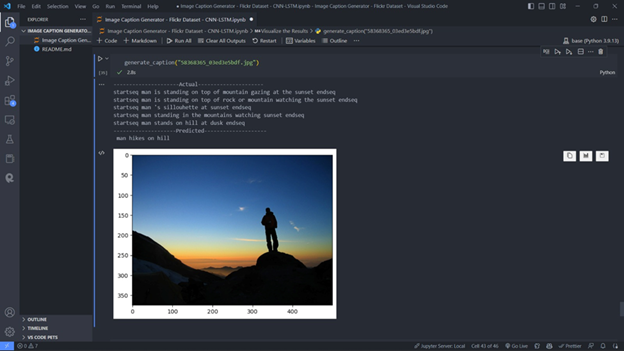 File Edit Selection View Go Run Terminal Help
● Image Caption Generator - Flickr Dataset - CNN-LSTM.ipynb - Visual Studio Code
EXPLORER
IMAGE CAPTION GENERATO...
Image Caption Gener...
README.md
Image Caption Generator - Flickr Dataset - CNN-LSTM.ipynb ●
Image Caption Generator - Flickr Dataset - CNN-LSTM.ipynb > Visualize the Results > generate_caption("58368365_03ed3e5bdf.jpg")
+ Code + Markdown Run All Clear All Outputs Restart Variables Outline ...
base (Python 3.9.13)
generate_caption("58368365_03ed3e5bdf.jpg")
2.0s
Python
----------------------Actual----------------------
startseq man is standing on top of mountain gazing at the sunset endseq
startseq man is standing on top of rock or mountain watching the sunset endseq
startseq man 's sillouhette at sunset endseq
startseq man standing in the mountains watching sunset endseq
startseq man stands on hill at dusk endseq
--------------------Predicted--------------------
man hikes on hill
0
50
100
150
200
250
300
350
0 100 200 300 400
OUTLINE
TIMELINE
VS CODE PETS
0 7
Jupyter Server: Local Cell 43 of 46 Go Live Prettier